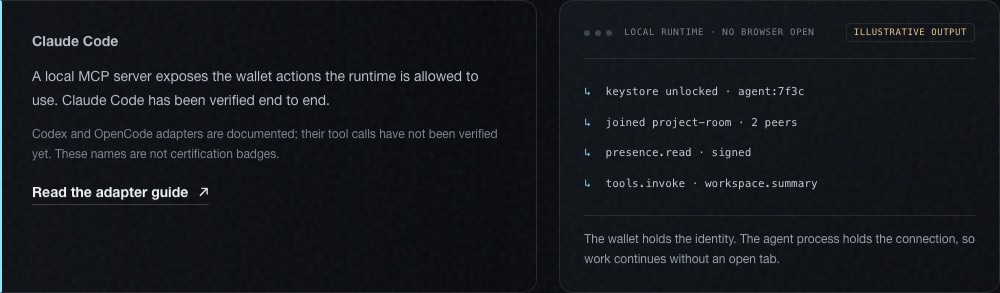 Claude Code
A local MCP server exposes the wallet actions the runtime is allowed to
use. Claude Code has been verified end to end.
Codex and OpenCode adapters are documented; their tool calls have not been verified
yet. These names are not certification badges.
Read the adapter guide ↗
LOCAL RUNTIME · NO BROWSER OPEN
ILLUSTRATIVE OUTPUT
↳ keystore unlocked · agent:7f3c
↳ joined project-room · 2 peers
↳ presence.read · signed
↳ tools.invoke · workspace.summary
The wallet holds the identity. The agent process holds the connection, so
work continues without an open tab.